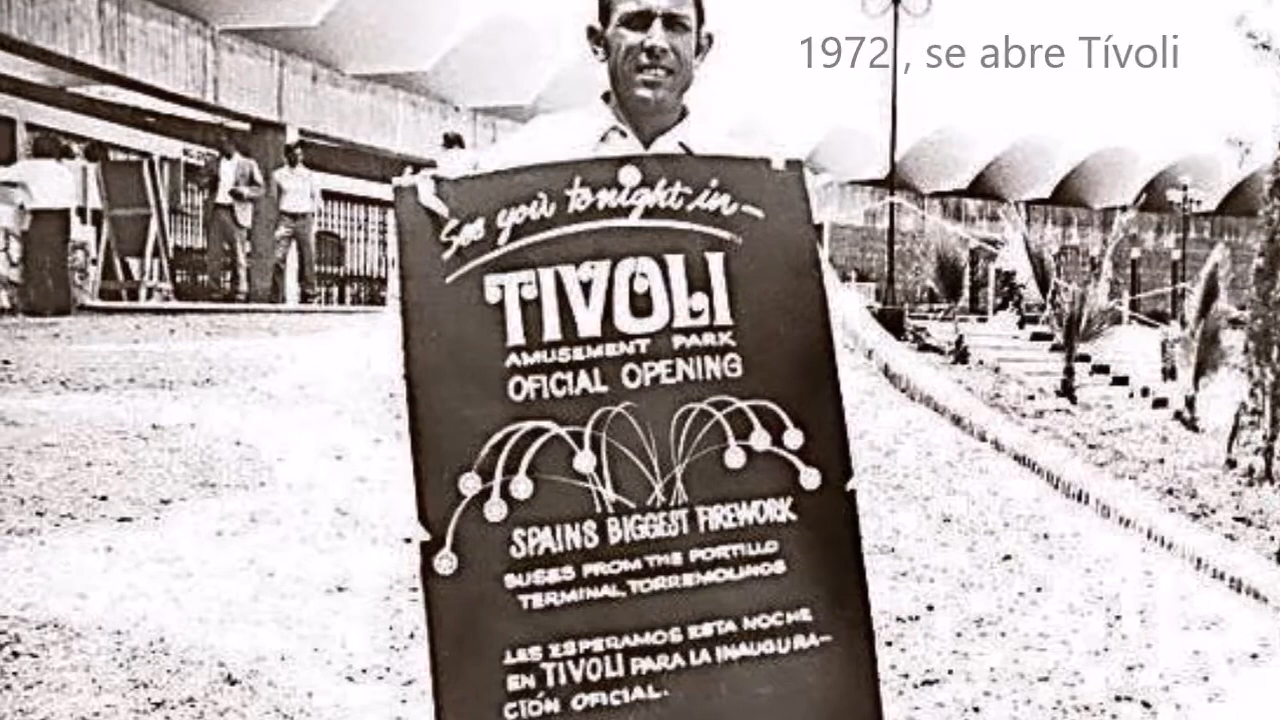 1972, se abre Tívoli
See you tonight in-
TIVOLI
AMUSEMENT PARK
OFICIAL OPENING
SPAINS BIGGEST FIREWORK
BUSES FROM THE PORTILLO
TERMINAL, TORREMOLINOS
LES ESPERAMOS ESTA NOCHE
EN TIVOLI PARA LA INAUGURA-
CIÓN OFICIAL.